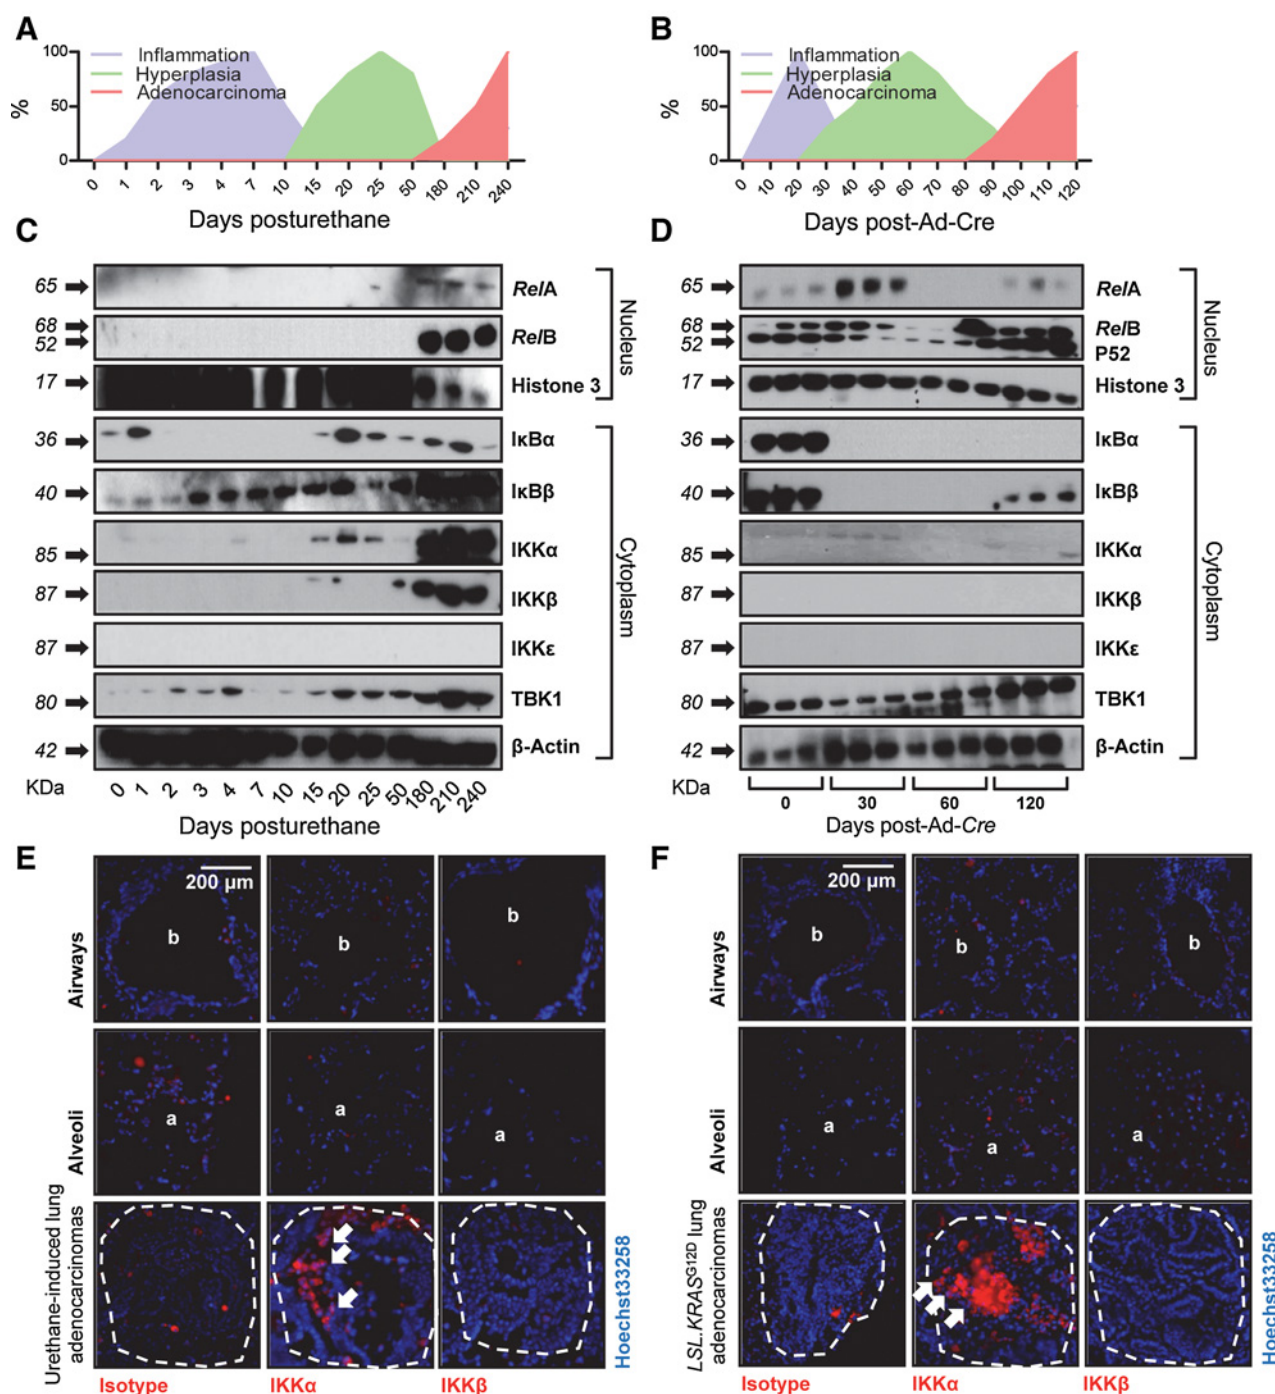 A
100
50
0
%
Inflammation
Hyperplasia
Adenocarcinoma
0 1 2 3 4 7 10 15 20 25 50 180 210 240
Days posturethane
B
100
50
0
%
Inflammation
Hyperplasia
Adenocarcinoma
0 10 20 30 40 50 60 70 80 90 100 110 120
Days post-Ad-Cre
C
65 RelA
68 RelB
52
17 Histone 3
Nucleus
36 IκBα
40 IκBβ
85 IKKα
87 IKKβ
87 IKKε
80 TBK1
42 β-Actin
Cytoplasm
KDa
0 1 2 3 4 7 10 15 20 25 50 180 210 240
Days posturethane
D
65 RelA
68 RelB
52 P52
17 Histone 3
Nucleus
36 IκBα
40 IκBβ
85 IKKα
87 IKKβ
87 IKKε
80 TBK1
42 β-Actin
Cytoplasm
KDa
0 30 60 120
Days post-Ad-Cre
E
200 μm
Airways
b b b
Alveoli
a a a
Urethane-induced lung
adenocarcinomas
Isotype IKKα IKKβ
Hoechst33258
F
200 μm
Airways
b b b
Alveoli
a a a
LSL.KRASᴳ¹²ᴰ lung
adenocarcinomas
Isotype IKKα IKKβ
Hoechst33258